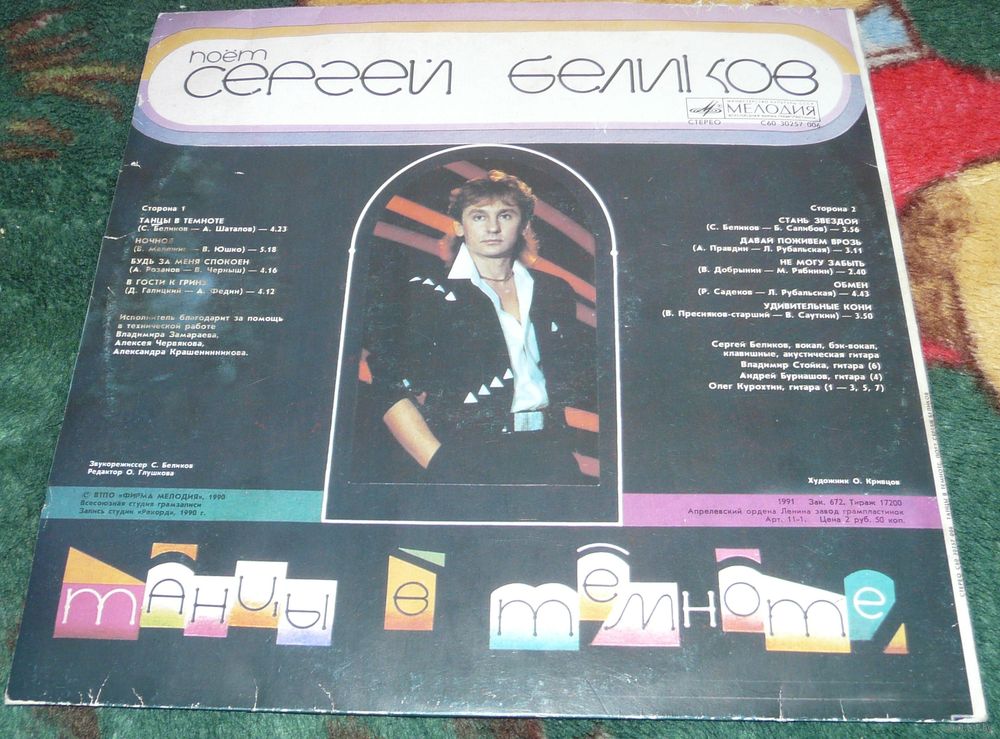 поёт
СЕРГЕЙ БЕЛИКОВ
МЕЛОДИЯ
СТЕРЕО С60 30257 006
Сторона 1
ТАНЦЫ В ТЕМНОТЕ
(С. Беликов — А. Шаталов) — 4.23
НОЧНОЙ
В. Юшко) — 5.18
БУДЬ ЗА МЕНЯ СПОКОЕН
(А. Розанов — В. Черныш) — 4.16
В ГОСТИ К ГРИНУ
(Д. Галицкий — А. Федин) — 4.12
Исполнитель благодарит за помощь
в технической работе
Владимира Замараева,
Алексея Червякова,
Александра Крашенинникова.
Звукорежиссер С. Беликов
Редактор О. Глушкова
Сторона 2
СТАНЬ ЗВЕЗДОЙ
(С. Беликов — Б. Салибов) — 3.56
ДАВАЙ ПОЖИВЕМ ВРОЗЬ
(А. Правдин — Л. Рубальская) — 3.11
НЕ МОГУ ЗАБЫТЬ
(В. Добрынин — М. Рябинин) — 2.40
ОБМЕН
(Р. Садеков — Л. Рубальская) — 4.43
УДИВИТЕЛЬНЫЕ КОНИ
(В. Пресняков-старший — В. Сауткин) — 3.50
Сергей Беликов, вокал, бэк-вокал,
клавишные, акустическая гитара
Владимир Стойка, гитара (6)
Андрей Бурнашов, гитара (4)
Олег Курохтин, гитара (1 — 3, 5, 7)
Художник О. Кривцов
© ВТПО «ФИРМА МЕЛОДИЯ», 1990
Всесоюзная студия грамзаписи
Запись студии «Рекорд», 1990 г.
1991 Зак. 672. Тираж 17200
Апрелевский ордена Ленина завод грампластинок
Арт. 11-1. Цена 2 руб. 50 коп.
танцы в темноте